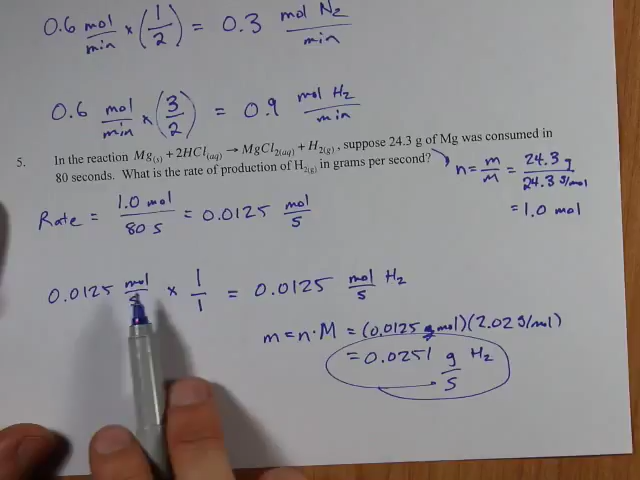 0.6 mol/min × (1/2) = 0.3 mol N₂/min
0.6 mol/min × (3/2) = 0.9 mol H₂/min
5. In the reaction Mg(s) + 2HCl(aq) → MgCl2(aq) + H2(g), suppose 24.3 g of Mg was consumed in
80 seconds. What is the rate of production of H2(g) in grams per second?
n = m/M = 24.3 g/24.3 g/mol
= 1.0 mol
Rate = 1.0 mol/80 s = 0.0125 mol/s
0.0125 mol/s × 1/1 = 0.0125 mol/s H₂
m = n·M = (0.0125 mol)(2.02 g/mol)
= 0.0251 g/s H₂